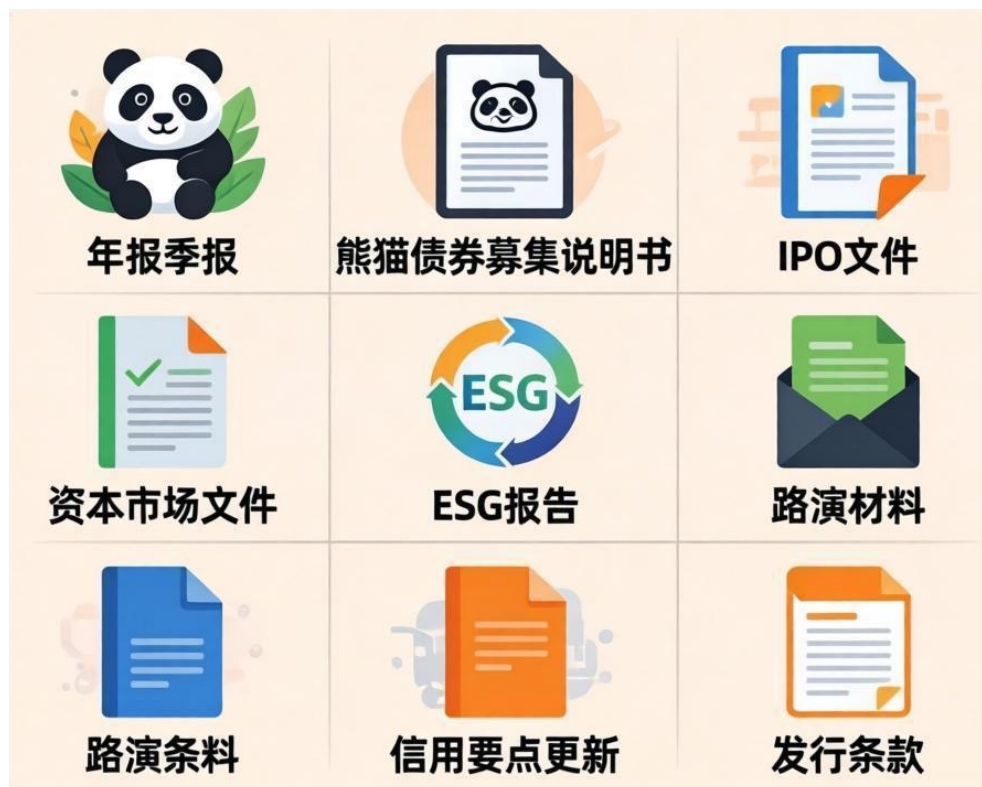 年报季报
熊猫债券募集说明书
IPO文件
资本市场文件
ESG
ESG报告
路演材料
路演条料
信用要点更新
发行条款